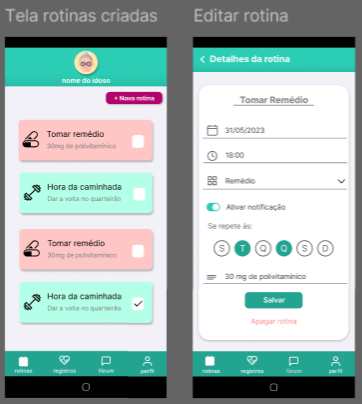 Tela rotinas criadas
nome do idoso
+ Nova rotina
Tomar remédio
30mg de polivitamínico
Hora da caminhada
Dar a volta no quarteirão
Tomar remédio
30mg de polivitamínico
Hora da caminhada
Dar a volta no quarteirão
rotinas registros fórum perfil
Editar rotina
Detalhes da rotina
Tomar Remédio
31/05/2023
18:00
Remédio
Ativar notificação
Se repete às:
S T Q Q S S D
30 mg de polivitamínico
Salvar
Apagar rotina
rotinas registros fórum perfil